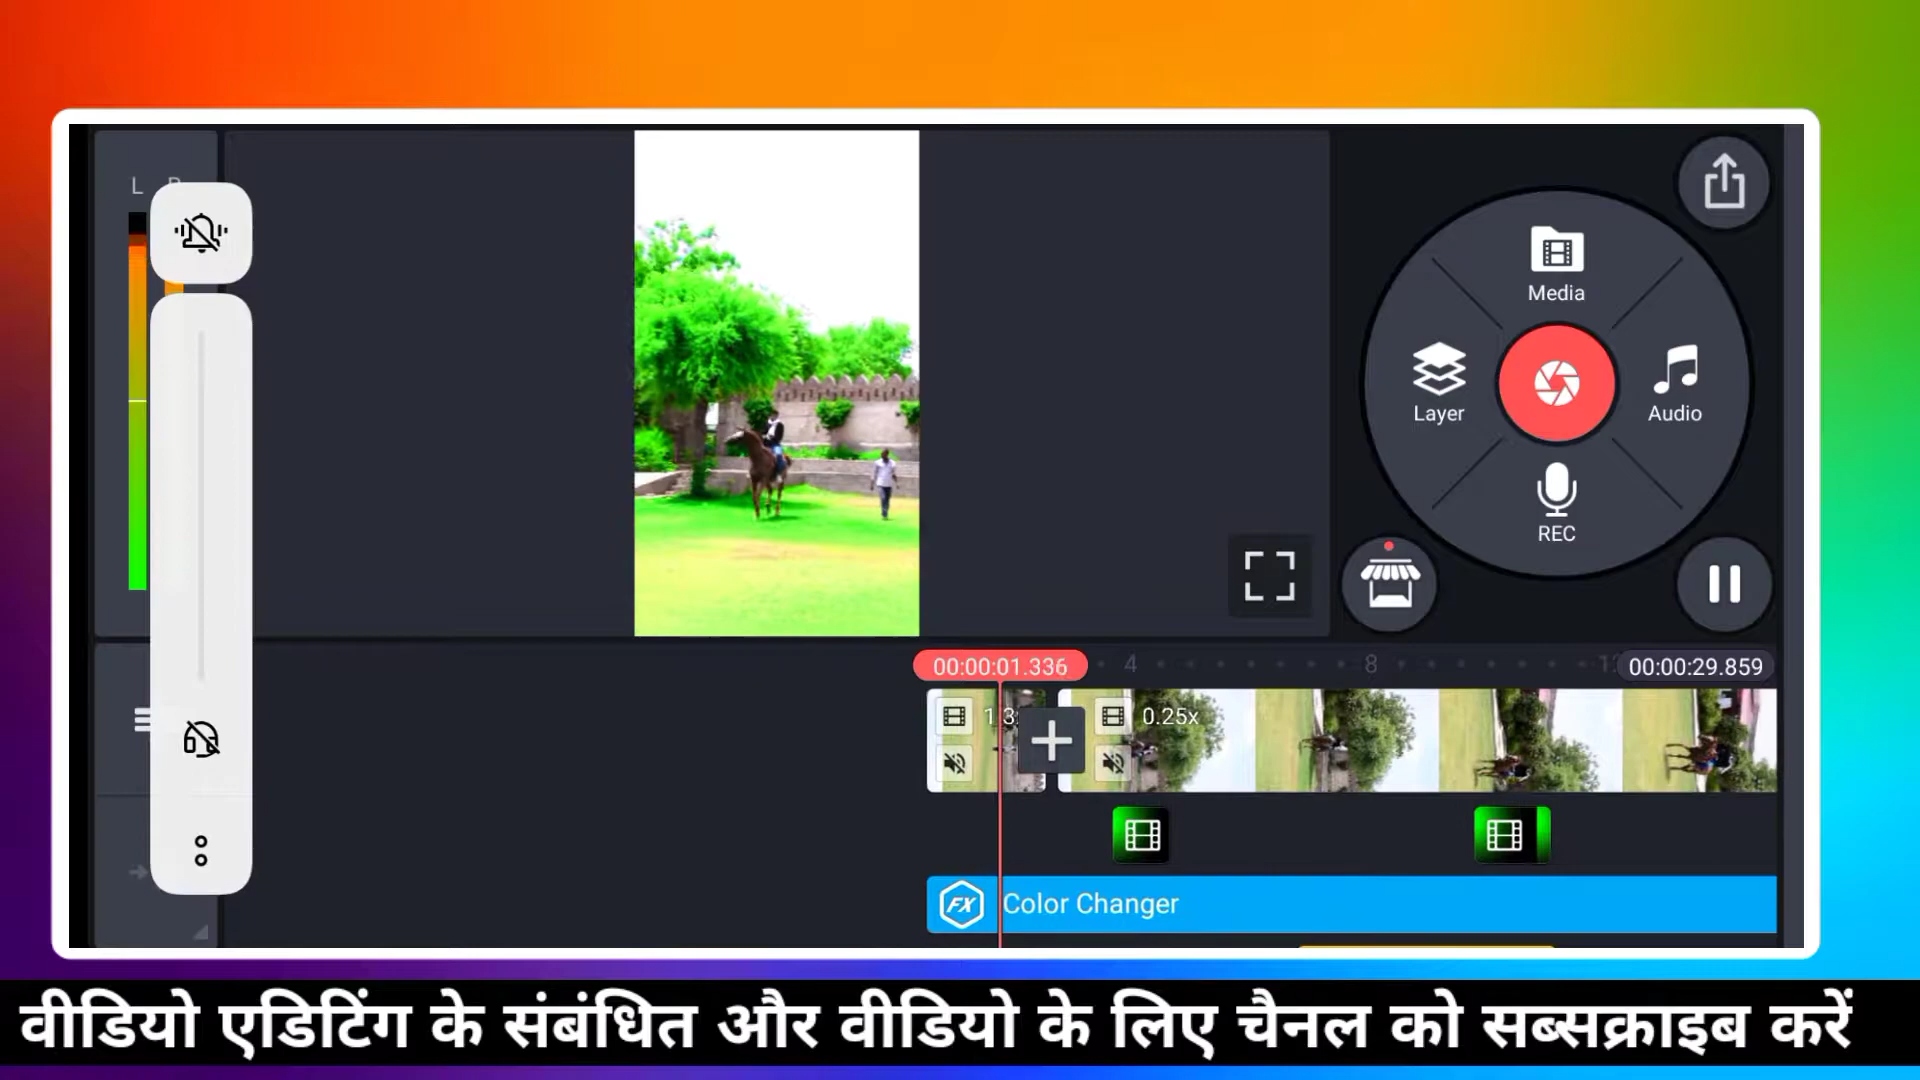 L
Media
Layer
Audio
REC
00:00:01.336
4
8
00:00:29.859
0.25x
FX
Color Changer
वीडियो एडिटिंग के संबंधित और वीडियो के लिए चैनल को सब्सक्राइब करें